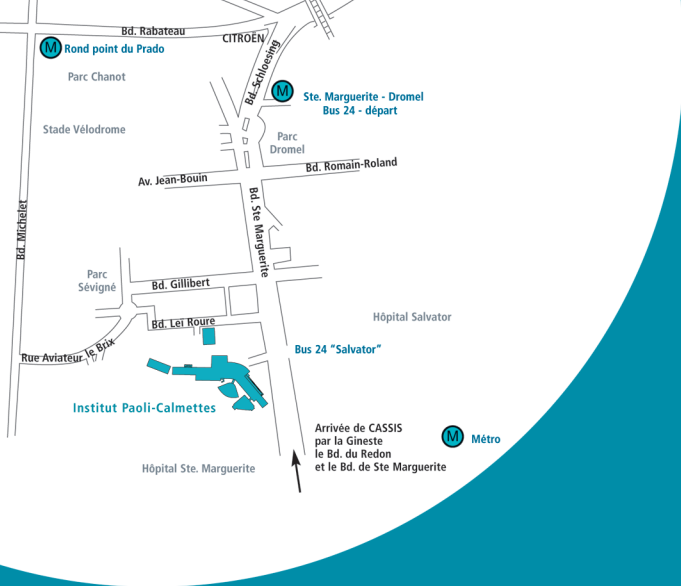 Bd. Rabateau
CITROËN
M Rond point du Prado
Parc Chanot
Bd. Schloesing
M
Ste. Marguerite - Dromel
Bus 24 - départ
Stade Vélodrome
Parc
Dromel
Bd. Romain-Roland
Av. Jean-Bouin
Bd. Michelet
Bd. Ste Marguerite
Parc
Sévigné
Bd. Gillibert
Hôpital Salvator
Bd. Lei Roure
Bus 24 "Salvator"
Rue Aviateur le Brix
Institut Paoli-Calmettes
Arrivée de CASSIS
par la Gineste
le Bd. du Redon
et le Bd. de Ste Marguerite
M Métro
Hôpital Ste. Marguerite